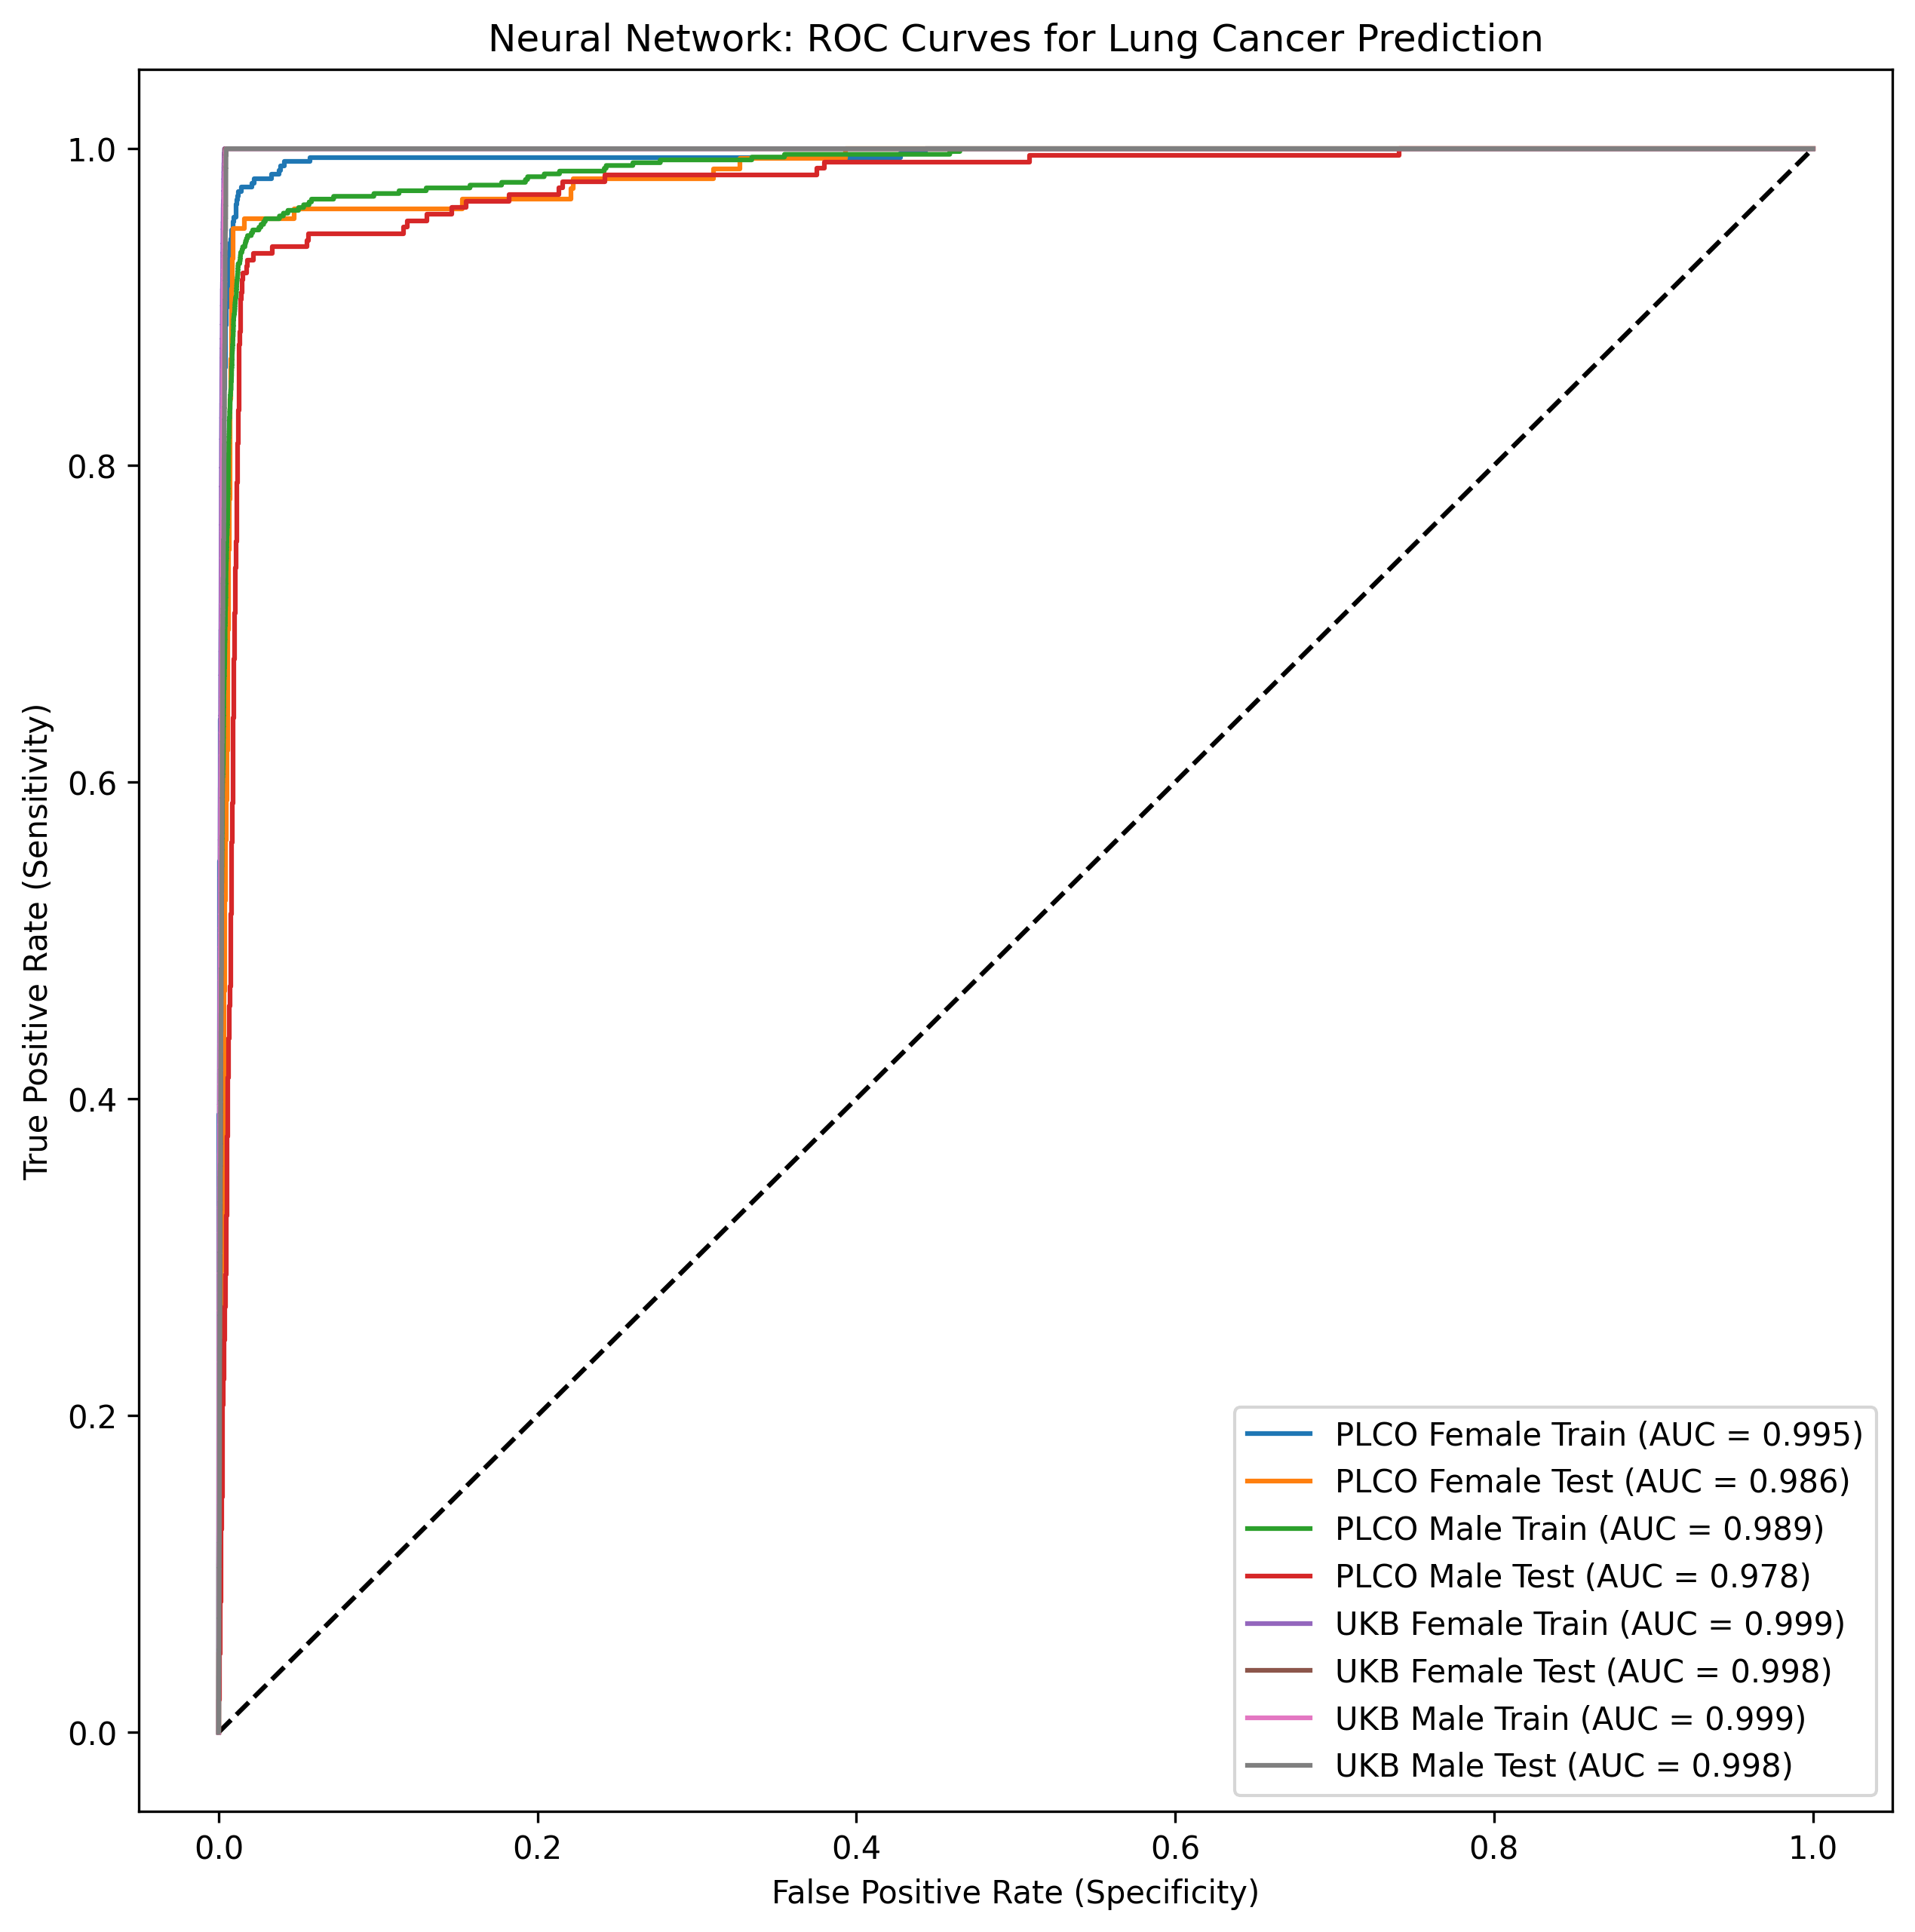 Neural Network: ROC Curves for Lung Cancer Prediction
1.0
0.8
0.6
0.4
0.2
0.0
True Positive Rate (Sensitivity)
PLCO Female Train (AUC = 0.995)
PLCO Female Test (AUC = 0.986)
PLCO Male Train (AUC = 0.989)
PLCO Male Test (AUC = 0.978)
UKB Female Train (AUC = 0.999)
UKB Female Test (AUC = 0.998)
UKB Male Train (AUC = 0.999)
UKB Male Test (AUC = 0.998)
0.0 0.2 0.4 0.6 0.8 1.0
False Positive Rate (Specificity)